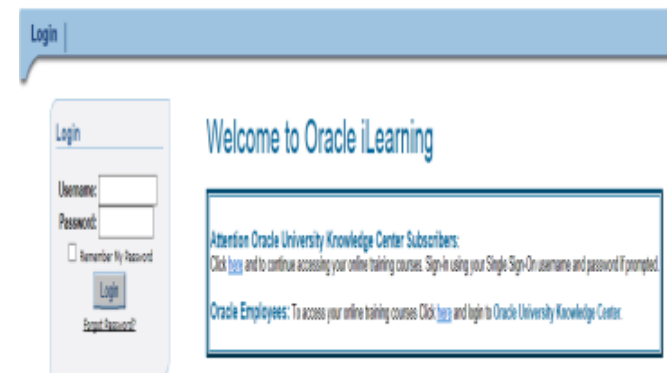 Login
Login
Welcome to Oracle iLearning
Username:
Password:
Remember My Password
Login
Forgot Password?
Attention Oracle University Knowledge Center Subscribers:
Click here and to continue accessing your online training courses. Sign-in using your Single Sign-On username and password if prompted.
Oracle Employees: To access your online training courses Click here and login to Oracle University Knowledge Center.